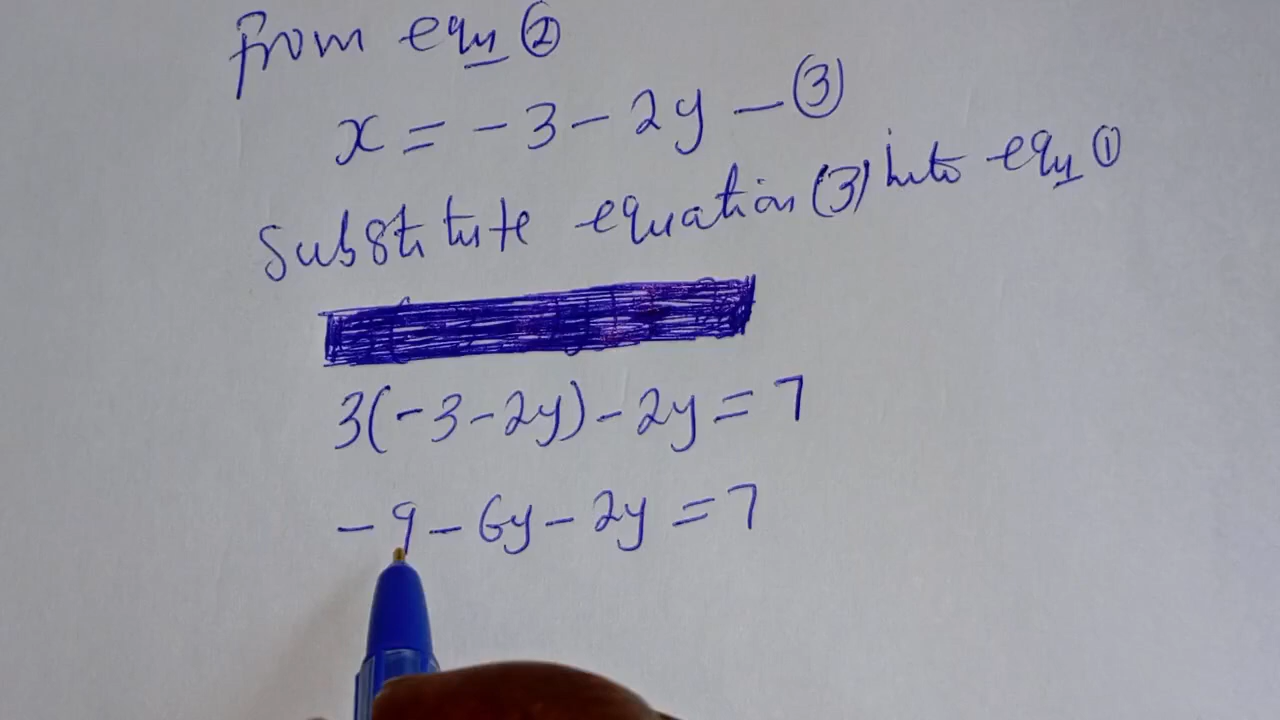 from eqn ②
x = -3 - 2y - ③
Substitute equation (3) into eqn ①
3(-3-2y) - 2y = 7
-9 - 6y - 2y = 7